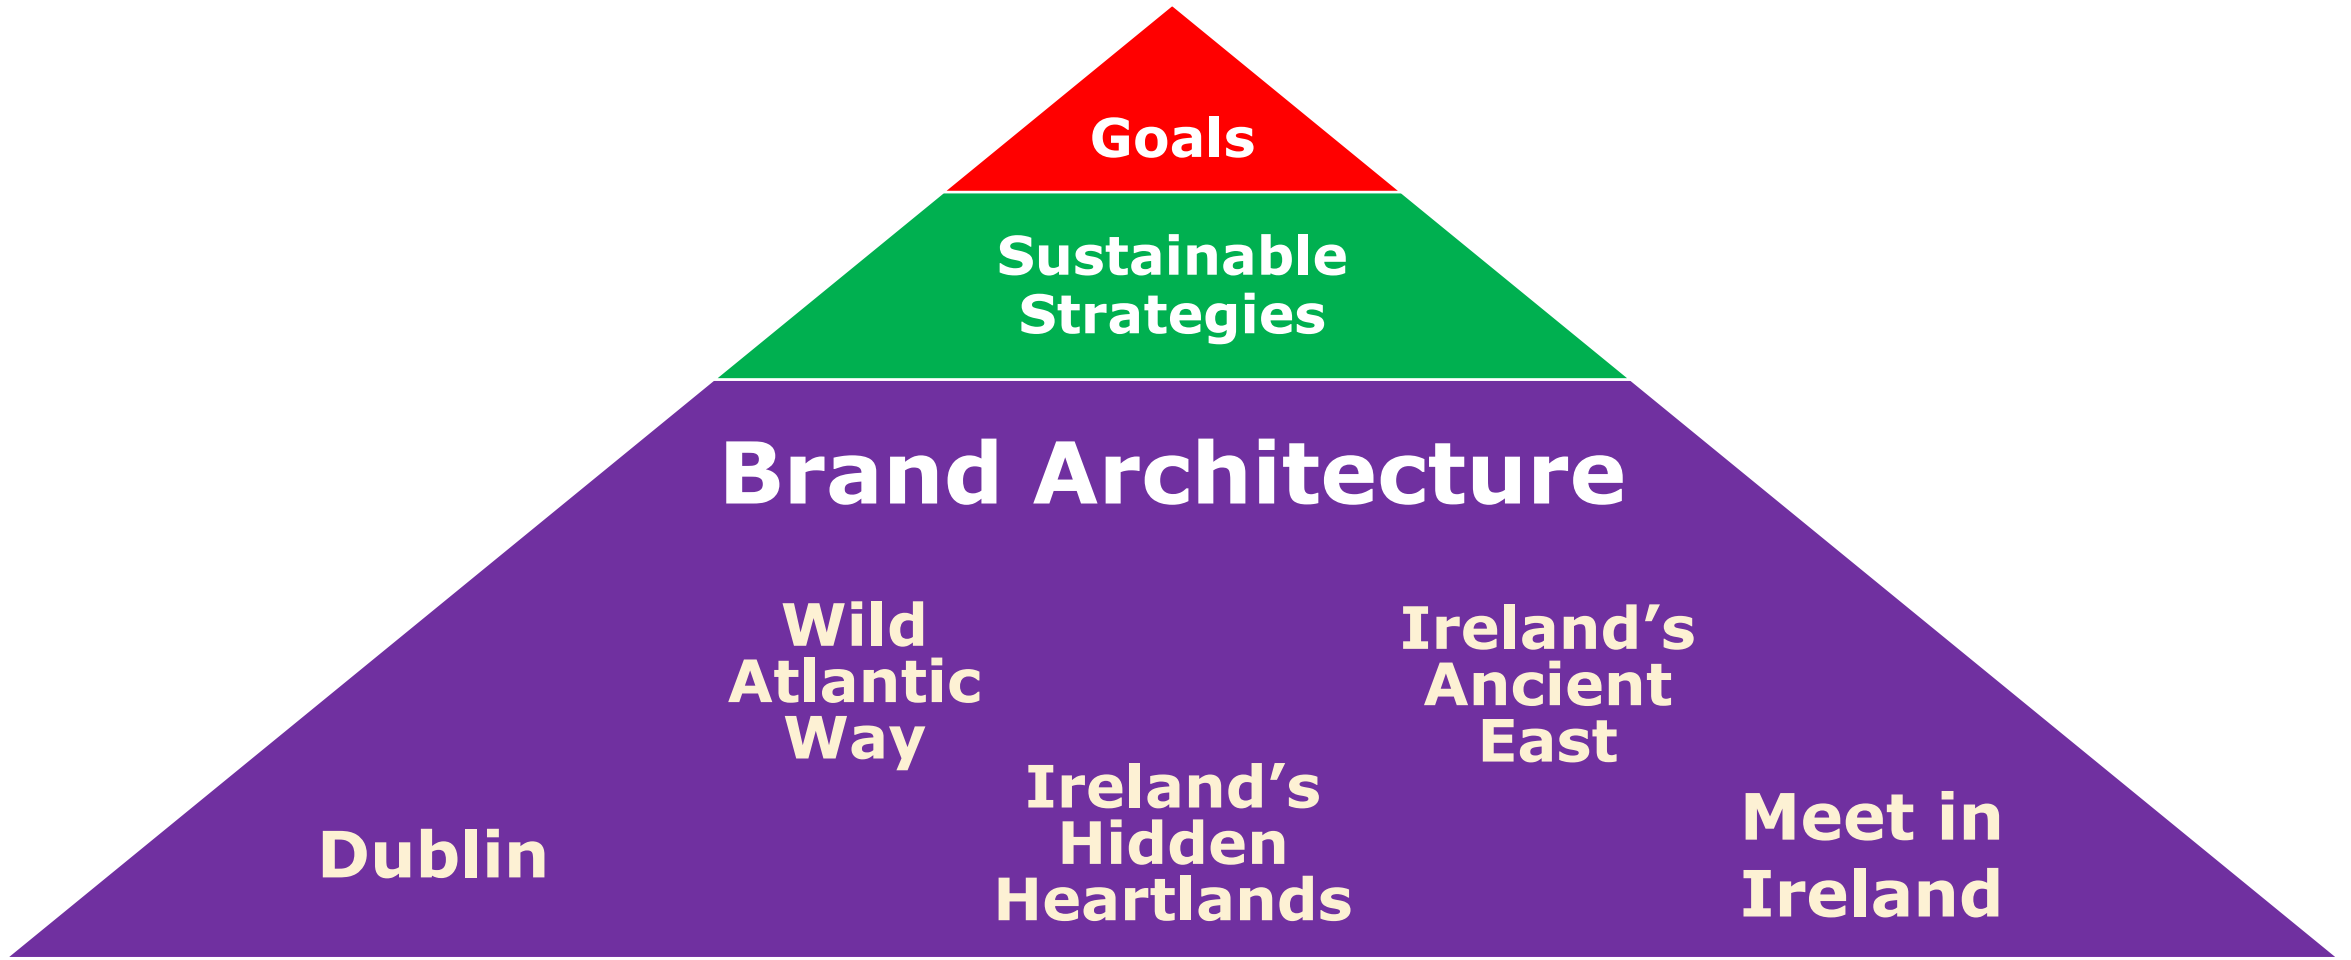 Goals
Sustainable
Strategies
Brand Architecture
Wild
Atlantic
Way
Ireland’s
Ancient
East
Ireland’s
Hidden
Heartlands
Dublin
Meet in
Ireland